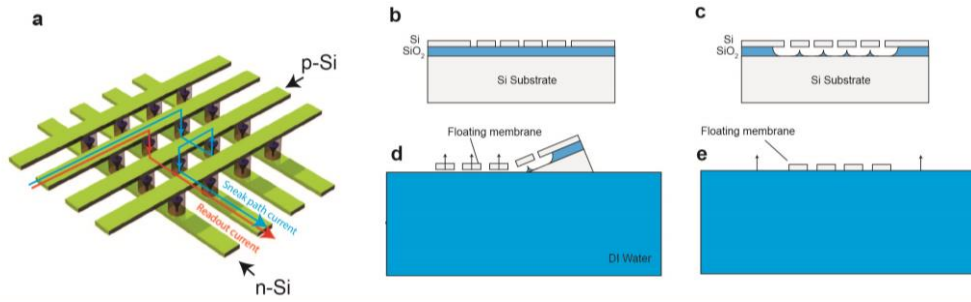 a
p-Si
Sneak path current
Readout current
n-Si
b
Si
SiO₂
Si Substrate
c
Si
SiO₂
Si Substrate
d
Floating membrane
DI Water
e
Floating membrane